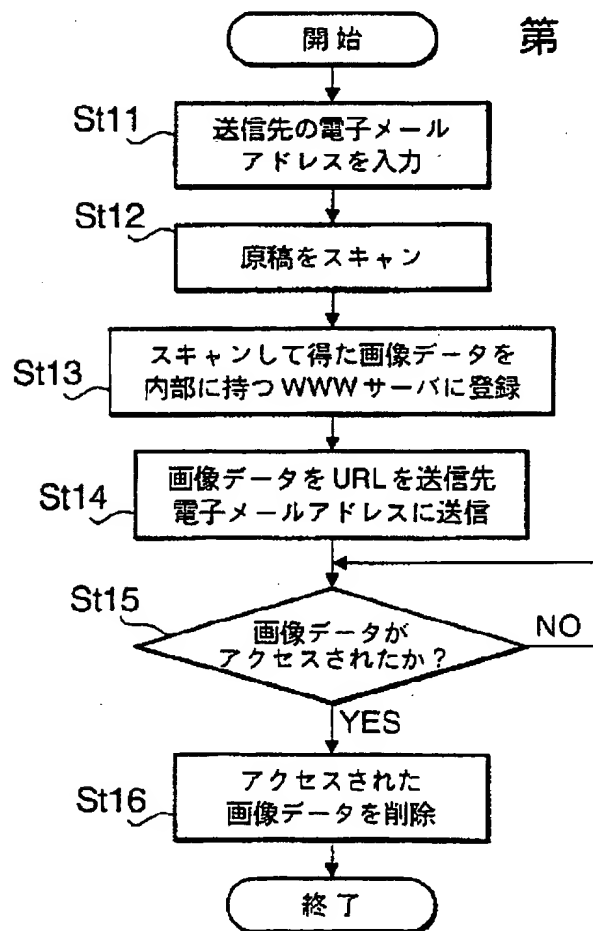 第
開始
St11
送信先の電子メール
アドレスを入力
St12
原稿をスキャン
St13
スキャンして得た画像データを
内部に持つWWWサーバに登録
St14
画像データをURLを送信先
電子メールアドレスに送信
St15
画像データが
アクセスされたか?
NO
YES
St16
アクセスされた
画像データを削除
終了